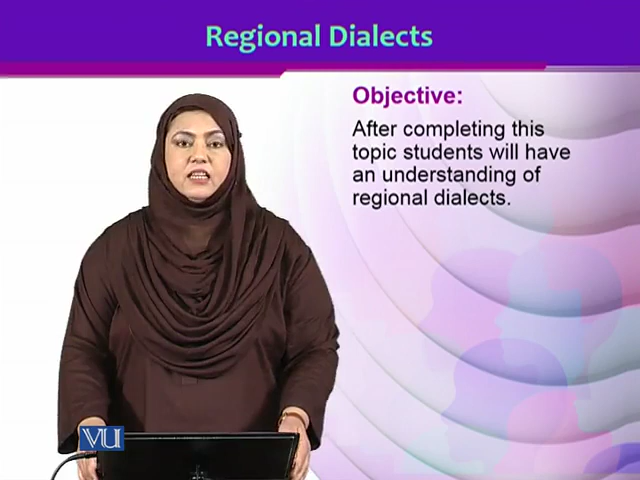 Regional Dialects
Objective:
After completing this
topic students will have
an understanding of
regional dialects.
VU